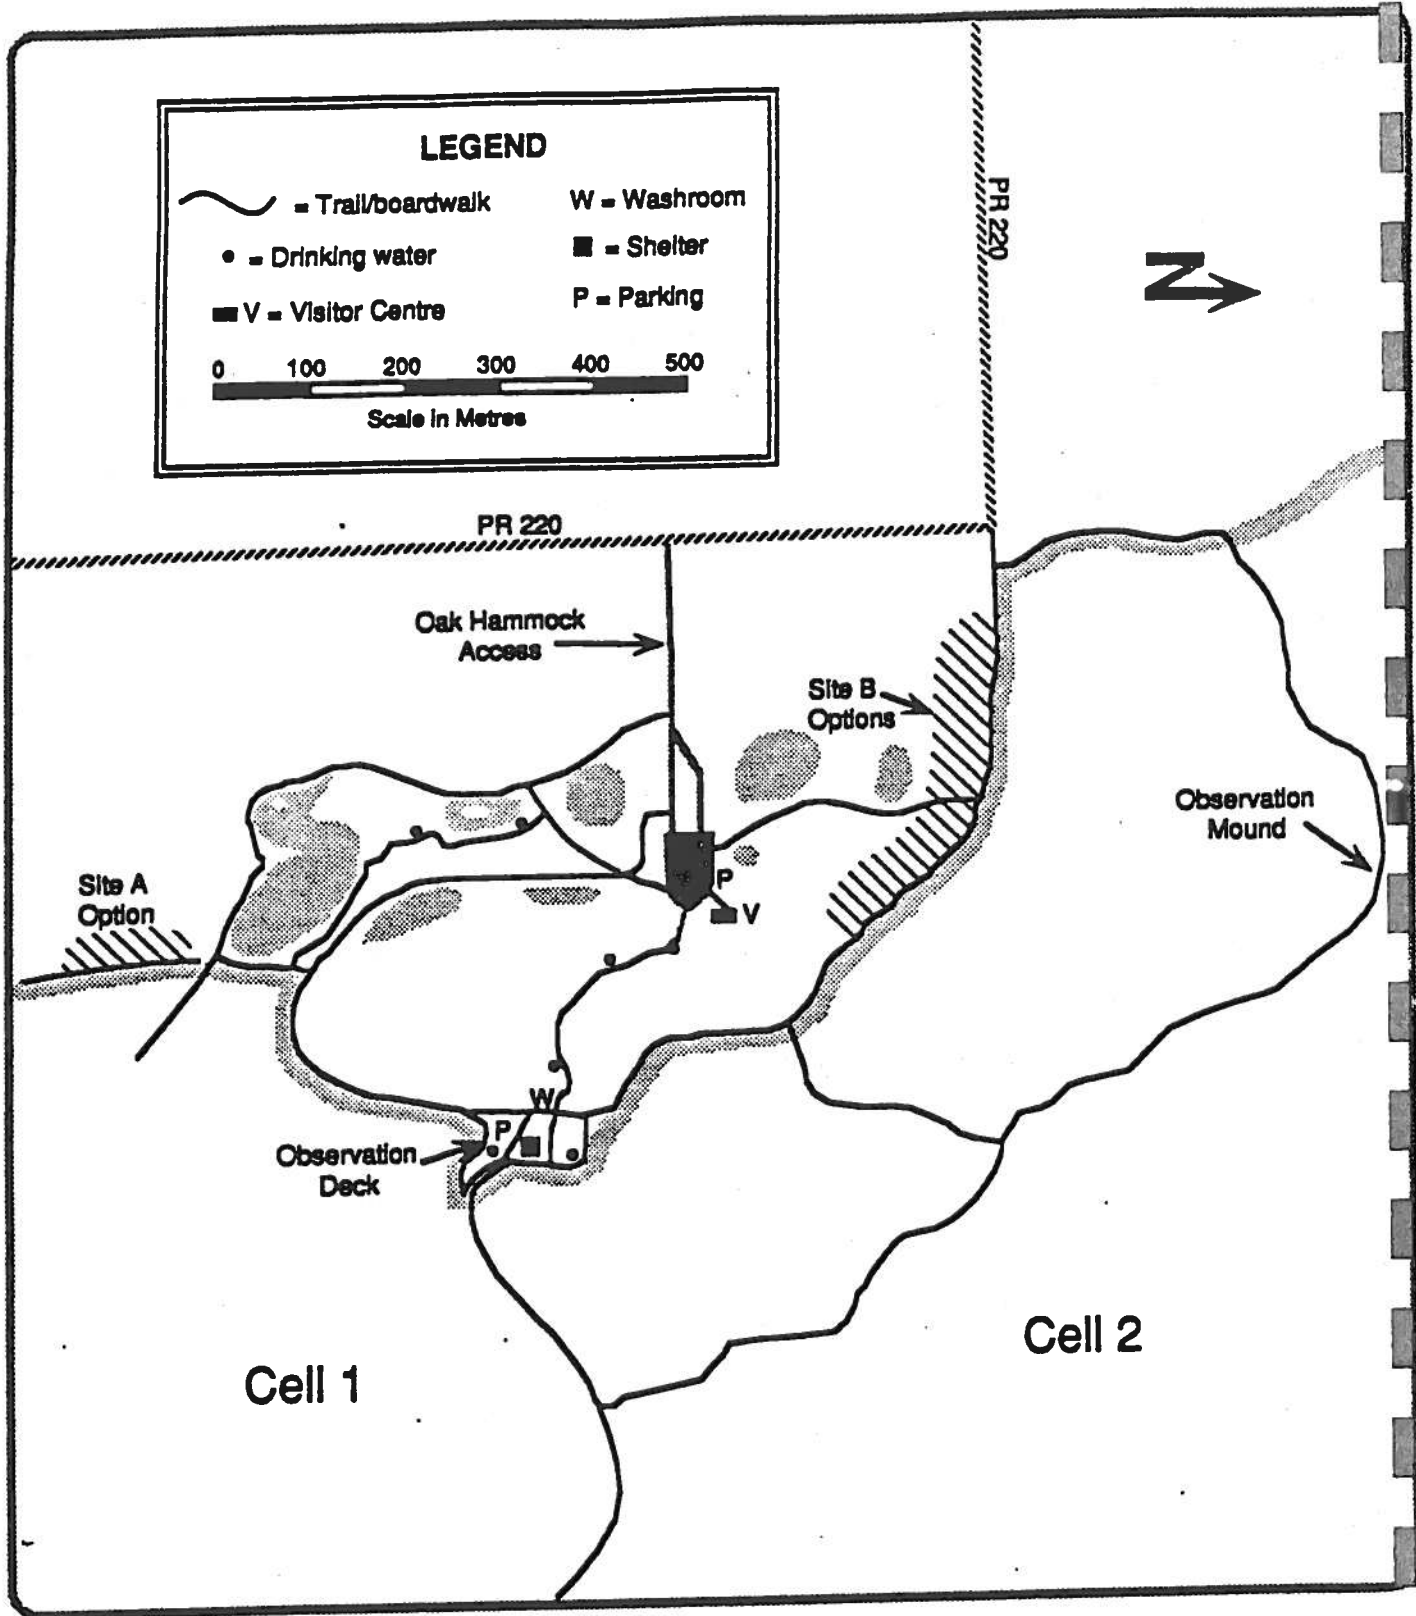 LEGEND
= Trail/boardwalk
W = Washroom
= Drinking water
= Shelter
V = Visitor Centre
P = Parking
0 100 200 300 400 500
Scale in Metres
PR 220
N
PR 220
Oak Hammock
Access
Site B
Options
Observation
Mound
Site A
Option
P
V
W
P
Observation
Deck
Cell 2
Cell 1